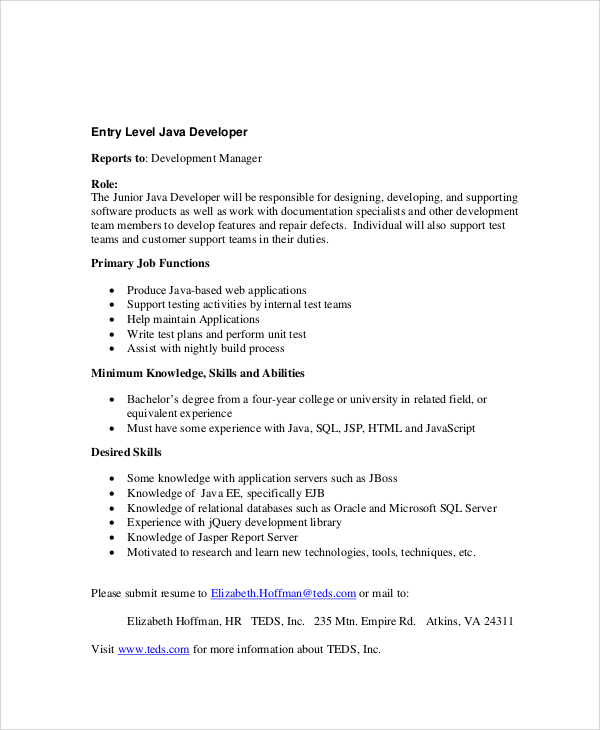 Entry Level Java Developer
Reports to: Development Manager
Role:
The Junior Java Developer will be responsible for designing, developing, and supporting
software products as well as work with documentation specialists and other development
team members to develop features and repair defects.  Individual will also support test
teams and customer support teams in their duties.
Primary Job Functions
• Produce Java-based web applications
• Support testing activities by internal test teams
• Help maintain Applications
• Write test plans and perform unit test
• Assist with nightly build process
Minimum Knowledge, Skills and Abilities
• Bachelor’s degree from a four-year college or university in related field, or
equivalent experience
• Must have some experience with Java, SQL, JSP, HTML and JavaScript
Desired Skills
• Some knowledge with application servers such as JBoss
• Knowledge of  Java EE, specifically EJB
• Knowledge of relational databases such as Oracle and Microsoft SQL Server
• Experience with jQuery development library
• Knowledge of Jasper Report Server
• Motivated to research and learn new technologies, tools, techniques, etc.
Please submit resume to Elizabeth.Hoffman@teds.com or mail to:
Elizabeth Hoffman, HR   TEDS, Inc.   235 Mtn. Empire Rd.   Atkins, VA 24311
Visit www.teds.com for more information about TEDS, Inc.